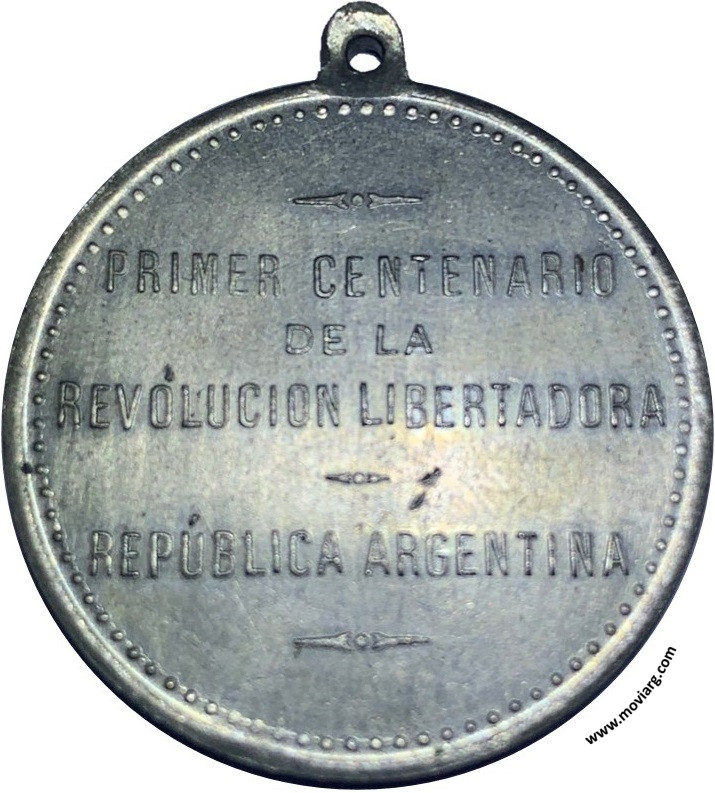 PRIMER CENTENARIO
DE LA
REVOLUCION LIBERTADORA
REPÚBLICA ARGENTINA
www.moviarg.com